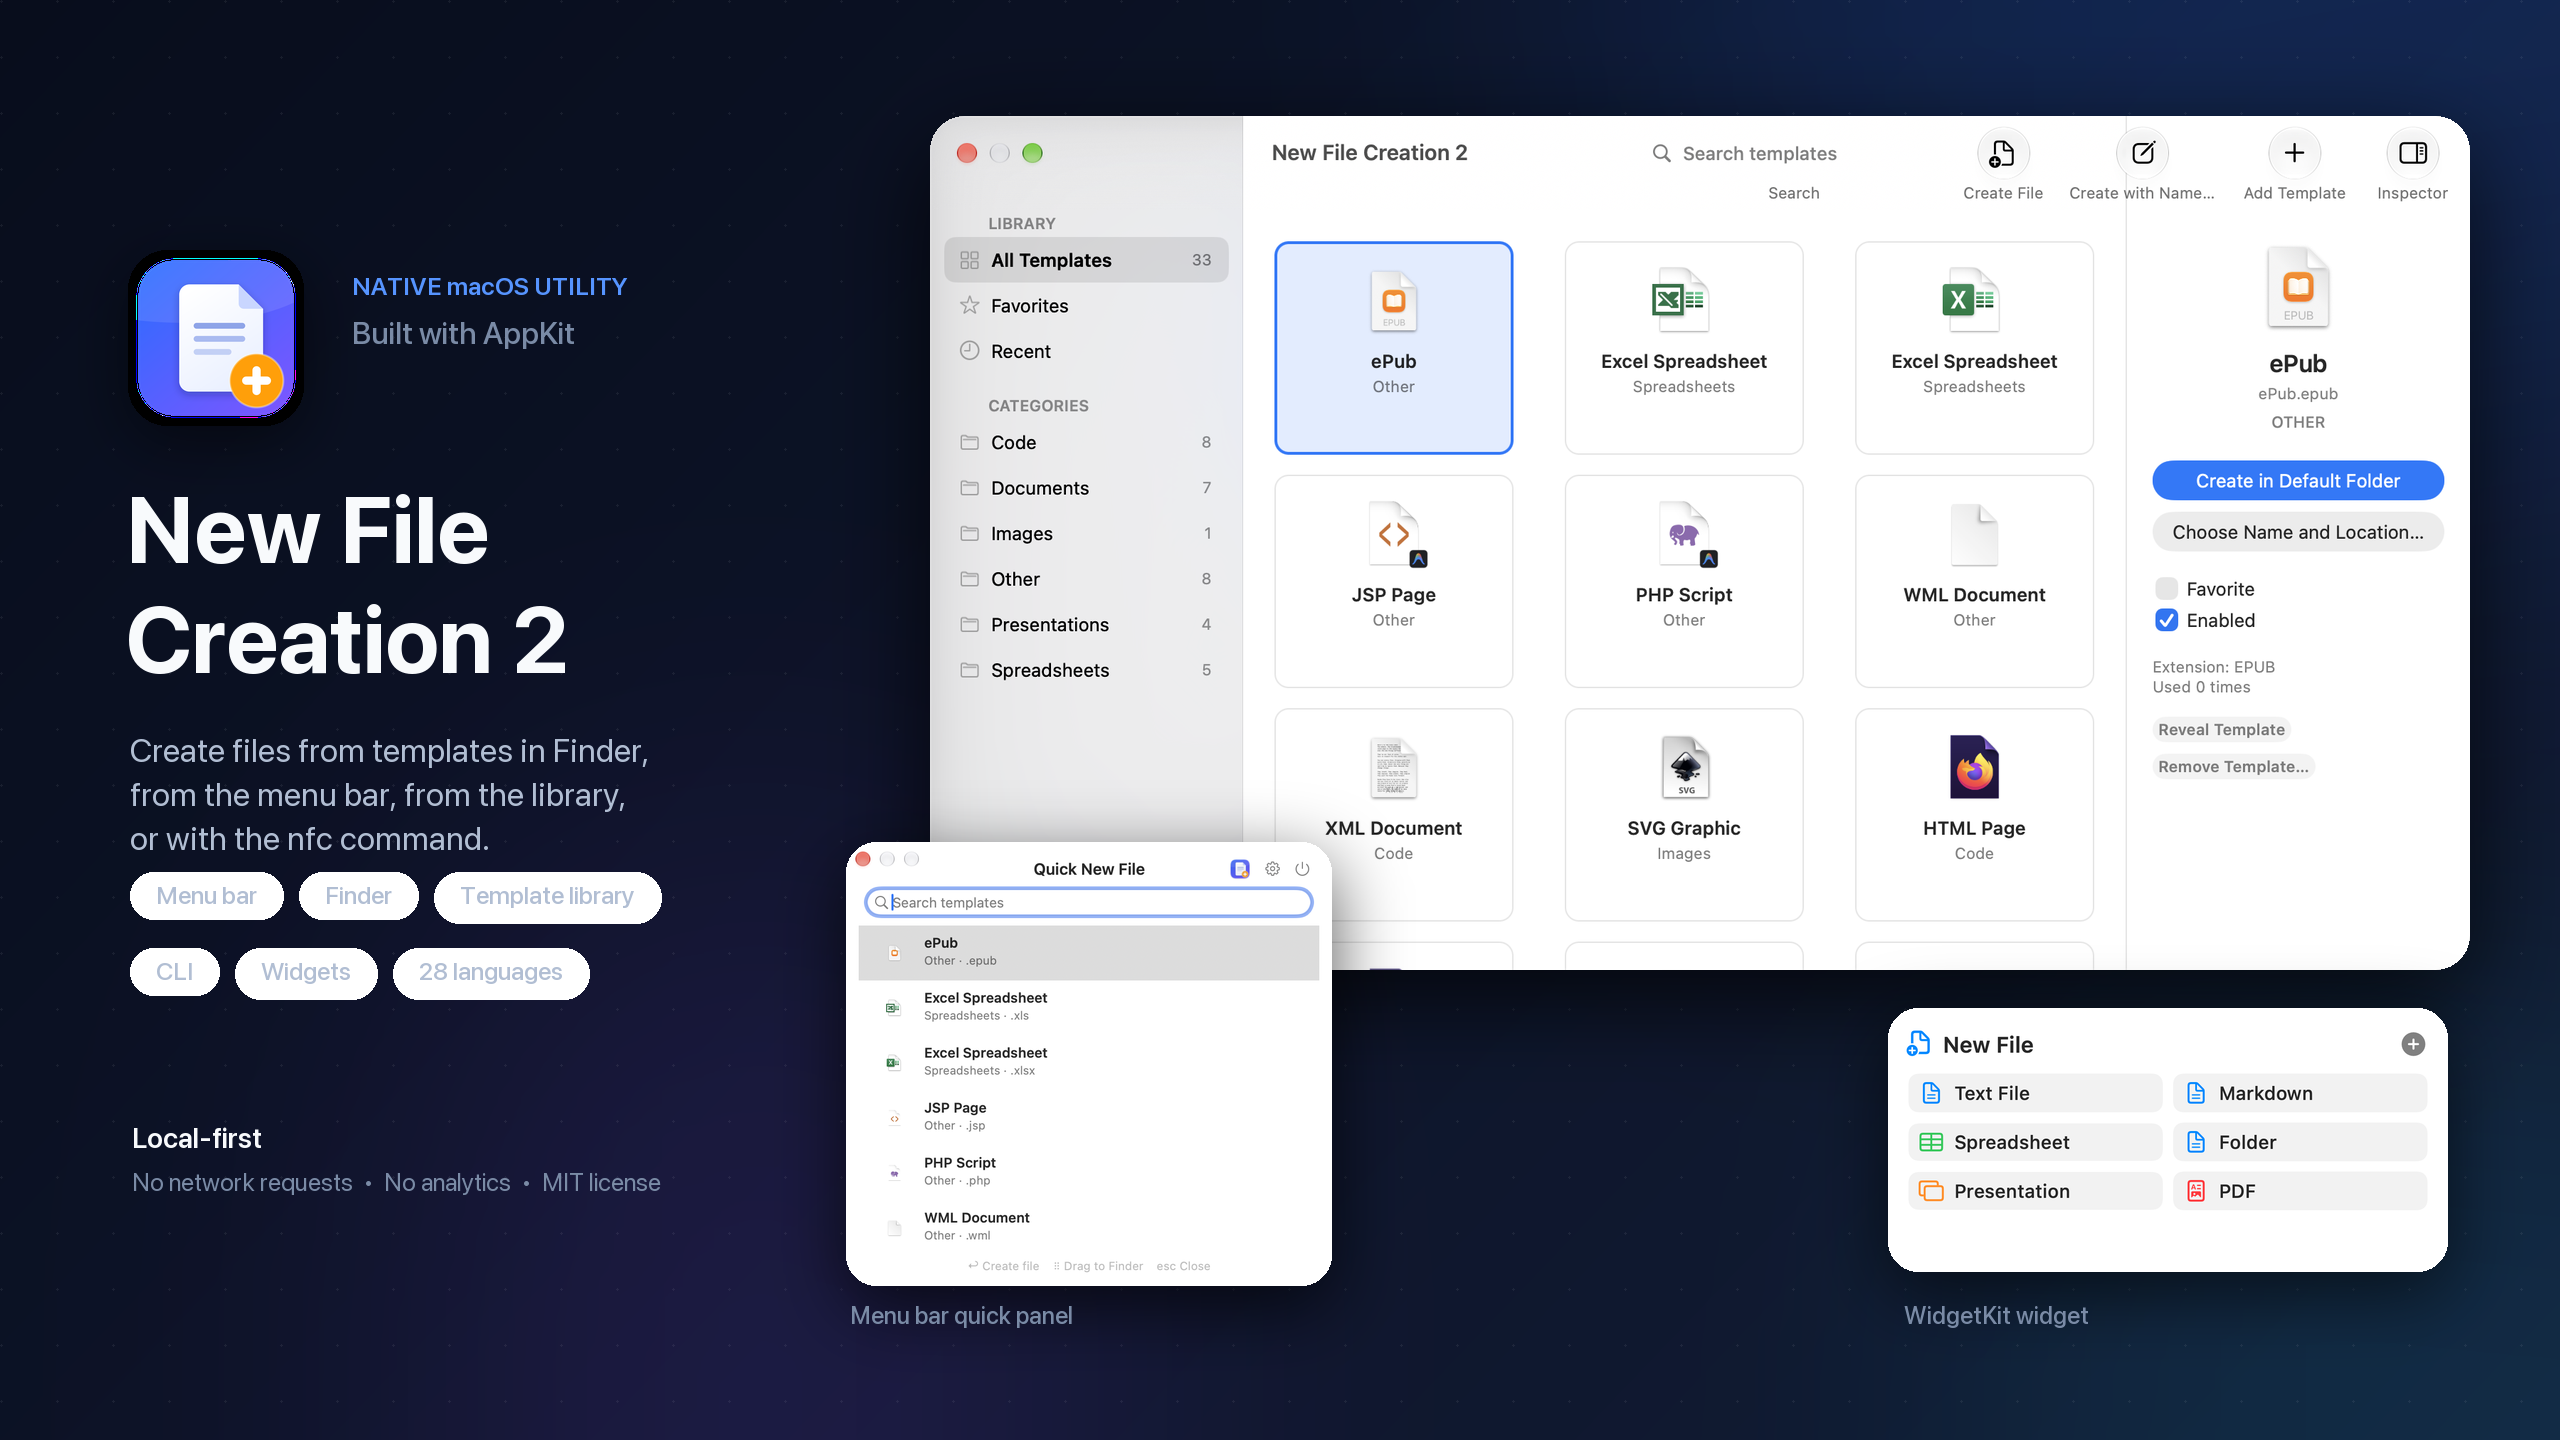 NATIVE macOS UTILITY
Built with AppKit
New File
Creation 2
Create files from templates in Finder,
from the menu bar, from the library,
or with the nfc command.
Menu bar
Finder
Template library
CLI
Widgets
28 languages
Local-first
No network requests • No analytics • MIT license
New File Creation 2
Search templates
Search
Create File
Create with Name...
Add Template
Inspector
LIBRARY
All Templates 33
Favorites
Recent
CATEGORIES
Code 8
Documents 7
Images 1
Other 8
Presentations 4
Spreadsheets 5
EPUB
ePub
Other
Excel Spreadsheet
Spreadsheets
Excel Spreadsheet
Spreadsheets
JSP Page
Other
PHP Script
Other
WML Document
Other
XML Document
Code
SVG
SVG Graphic
Images
HTML Page
Code
EPUB
ePub
ePub.epub
OTHER
Create in Default Folder
Choose Name and Location...
Favorite
Enabled
Extension: EPUB
Used 0 times
Reveal Template
Remove Template...
Quick New File
Search templates
ePub
Other · .epub
Excel Spreadsheet
Spreadsheets · .xls
Excel Spreadsheet
Spreadsheets · .xlsx
JSP Page
Other · .jsp
PHP Script
Other · .php
WML Document
Other · .wml
↩ Create file ⠿ Drag to Finder esc Close
Menu bar quick panel
New File
Text File
Markdown
Spreadsheet
Folder
Presentation
PDF
WidgetKit widget